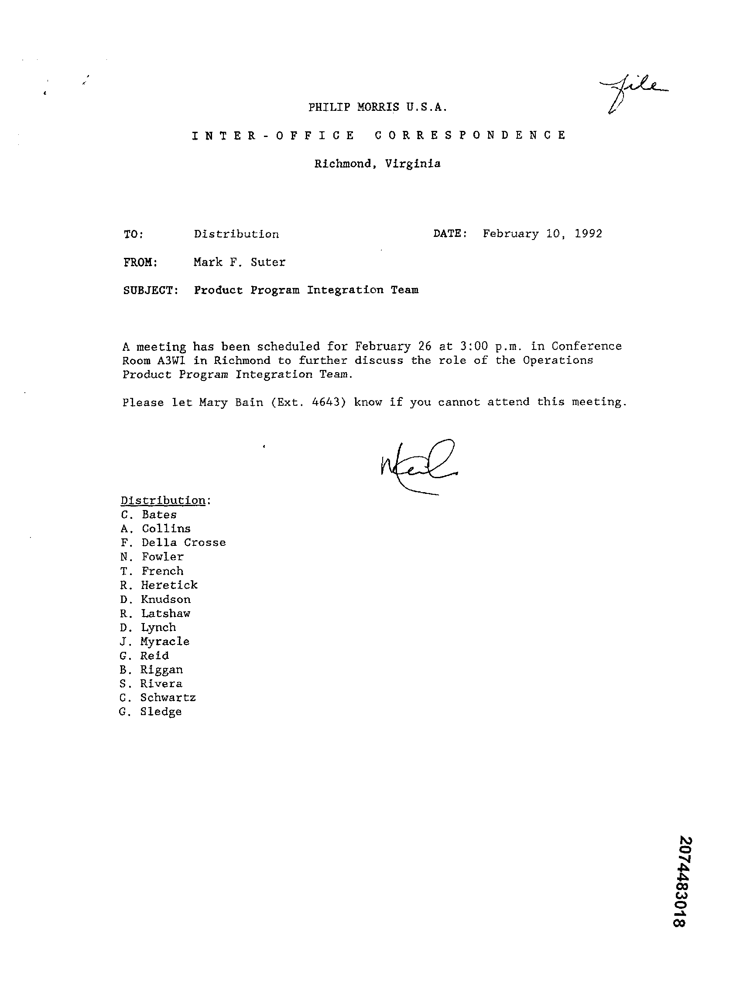 file
PHILIP MORRIS U.S.A.
INTER-OFFICE CORRESPONDENCE
Richmond, Virginia
TO: Distribution DATE: February 10, 1992
FROM: Mark F. Suter
SUBJECT: Product Program Integration Team
A meeting has been scheduled for February 26 at 3:00 p.m. in Conference
Room A3W1 in Richmond to further discuss the role of the Operations
Product Program Integration Team.
Please let Mary Bain (Ext. 4643) know if you cannot attend this meeting.
Distribution:
C. Bates
A. Collins
F. Della Crosse
N. Fowler
T. French
R. Heretick
D. Knudson
R. Latshaw
D. Lynch
J. Myracle
G. Reid
B. Riggan
S. Rivera
C. Schwartz
G. Sledge
2074483018